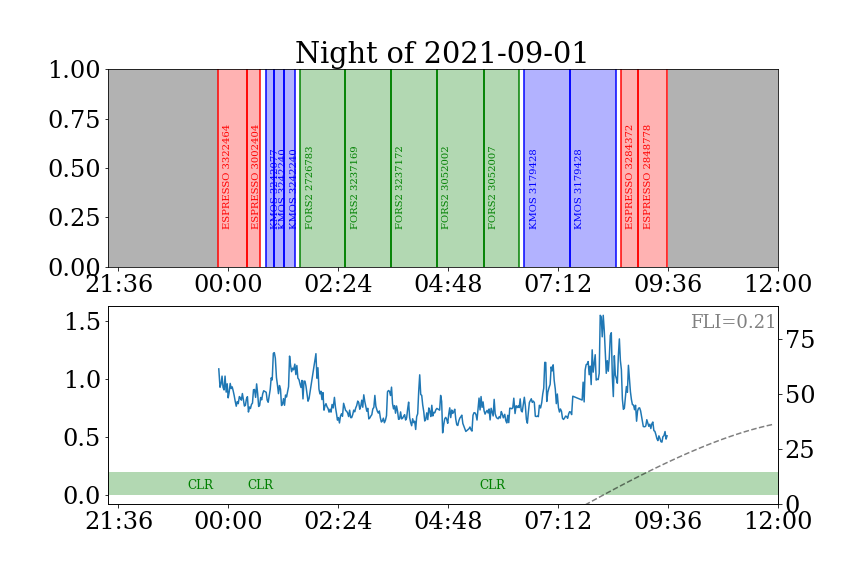 Night of 2021-09-01
1.00
0.75
0.50
0.25
0.00
ESPRESSO 3322464
ESPRESSO 3002404
KMOS 3242240
KMOS 3242240
FORS2 2726783
FORS2 3237169
FORS2 3237172
FORS2 3052002
FORS2 3052007
KMOS 3179428
KMOS 3179428
ESPRESSO 3284372
ESPRESSO 2848778
21:36 00:00 02:24 04:48 07:12 09:36 12:00
FLI=0.21
1.5
1.0
0.5
0.0
75
50
25
0
CLR CLR CLR
21:36 00:00 02:24 04:48 07:12 09:36 12:00